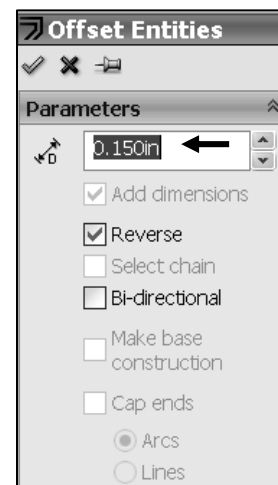 Offset Entities
Parameters
D
0.150in
Add dimensions
Reverse
Select chain
Bi-directional
Make base
construction
Cap ends
Arcs
Lines